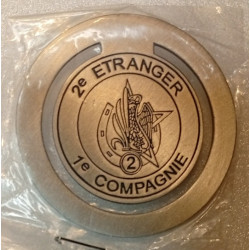 2e ETRANGER
2
1e COMPAGNIE